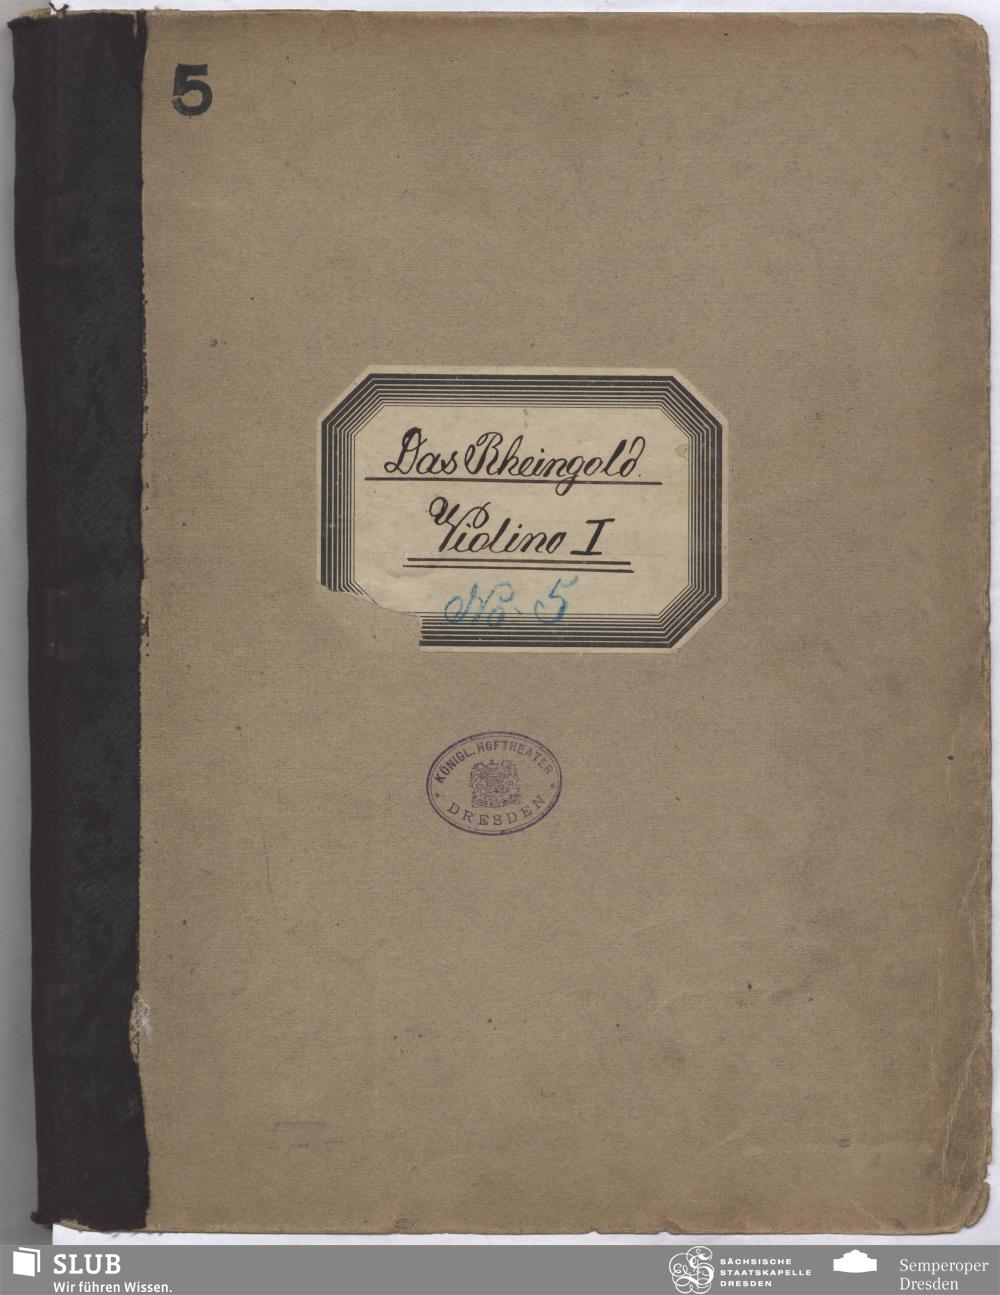 5
Das Rheingold.
Violino I
No. 5
KÖNIGL. HOFTHEATER
DRESDEN
SLUB
Wir führen Wissen.
SÄCHSISCHE
STAATSKAPELLE
DRESDEN
Semperoper
Dresden